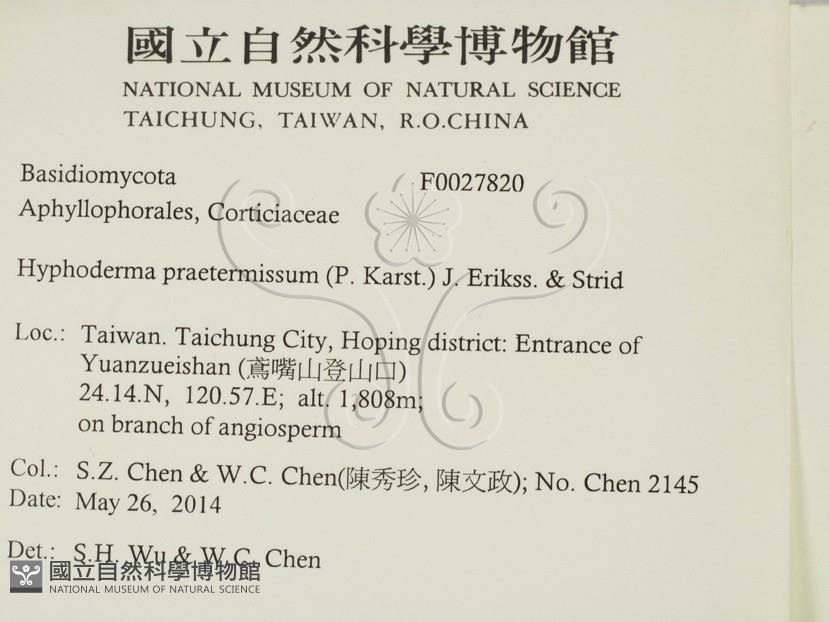 國立自然科學博物館
NATIONAL MUSEUM OF NATURAL SCIENCE
TAICHUNG, TAIWAN, R.O.CHINA
Basidiomycota F0027820
Aphyllophorales, Corticiaceae
Hyphoderma praetermissum (P. Karst.) J. Erikss. & Strid
Loc.: Taiwan. Taichung City, Hoping district: Entrance of
Yuanzueishan (鳶嘴山登山口)
24.14.N, 120.57.E; alt. 1,808m;
on branch of angiosperm
Col.: S.Z. Chen & W.C. Chen(陳秀珍, 陳文政); No. Chen 2145
Date: May 26, 2014
Det.: S.H. Wu & W.C. Chen
國立自然科學博物館
NATIONAL MUSEUM OF NATURAL SCIENCE